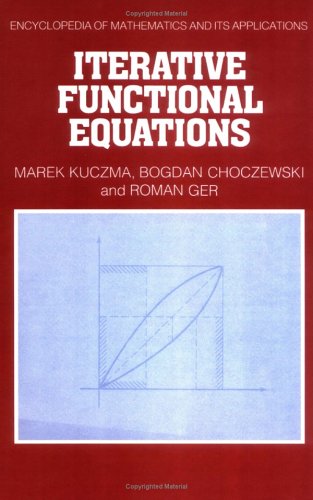 ENCYCLOPEDIA OF MATHEMATICS AND ITS APPLICATIONS
ITERATIVE
FUNCTIONAL
EQUATIONS
MAREK KUCZMA, BOGDAN CHOCZEWSKI
and ROMAN GER